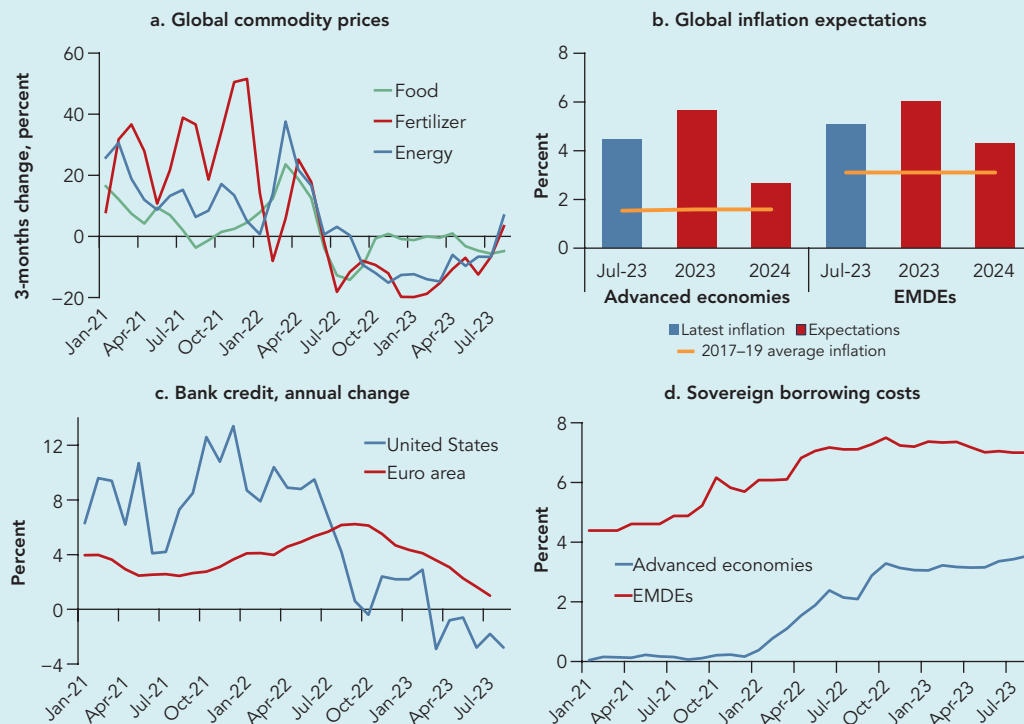 a. Global commodity prices
3-months change, percent
60
40
20
0
−20
Food
Fertilizer
Energy
Jan-21
Apr-21
Jul-21
Oct-21
Jan-22
Apr-22
Jul-22
Oct-22
Jan-23
Apr-23
Jul-23
b. Global inflation expectations
Percent
8
6
4
2
0
Jul-23 2023 2024 Jul-23 2023 2024
Advanced economies EMDEs
Latest inflation Expectations
2017–19 average inflation
c. Bank credit, annual change
Percent
12
8
4
0
−4
United States
Euro area
Jan-21
Apr-21
Jul-21
Oct-21
Jan-22
Apr-22
Jul-22
Oct-22
Jan-23
Apr-23
Jul-23
d. Sovereign borrowing costs
Percent
8
6
4
2
0
Advanced economies
EMDEs
Jan-21
Apr-21
Jul-21
Oct-21
Jan-22
Apr-22
Jul-22
Oct-22
Jan-23
Apr-23
Jul-23